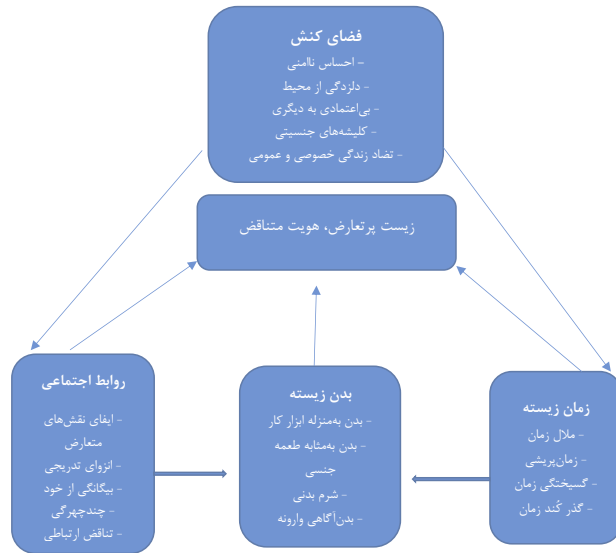 فضای کنش
- احساس ناامنی
- دلزدگی از محیط
- بی‌اعتمادی به دیگری
- کلیشه‌های جنسیتی
- تضاد زندگی خصوصی و عمومی
زیست پرتعارض، هویت متناقض
زمان زیسته
- ملال زمان
- زمان‌پریشی
- گسیختگی زمان
- گذر کُند زمان
بدن زیسته
- بدن به‌منزله ابزار کار
- بدن به‌مثابه طعمه
جنسی
- شرم بدنی
- بدن‌آگاهی وارونه
روابط اجتماعی
- ایفای نقش‌های
متعارض
- انزوای تدریجی
- بیگانگی از خود
- چندچهرگی
- تناقض ارتباطی